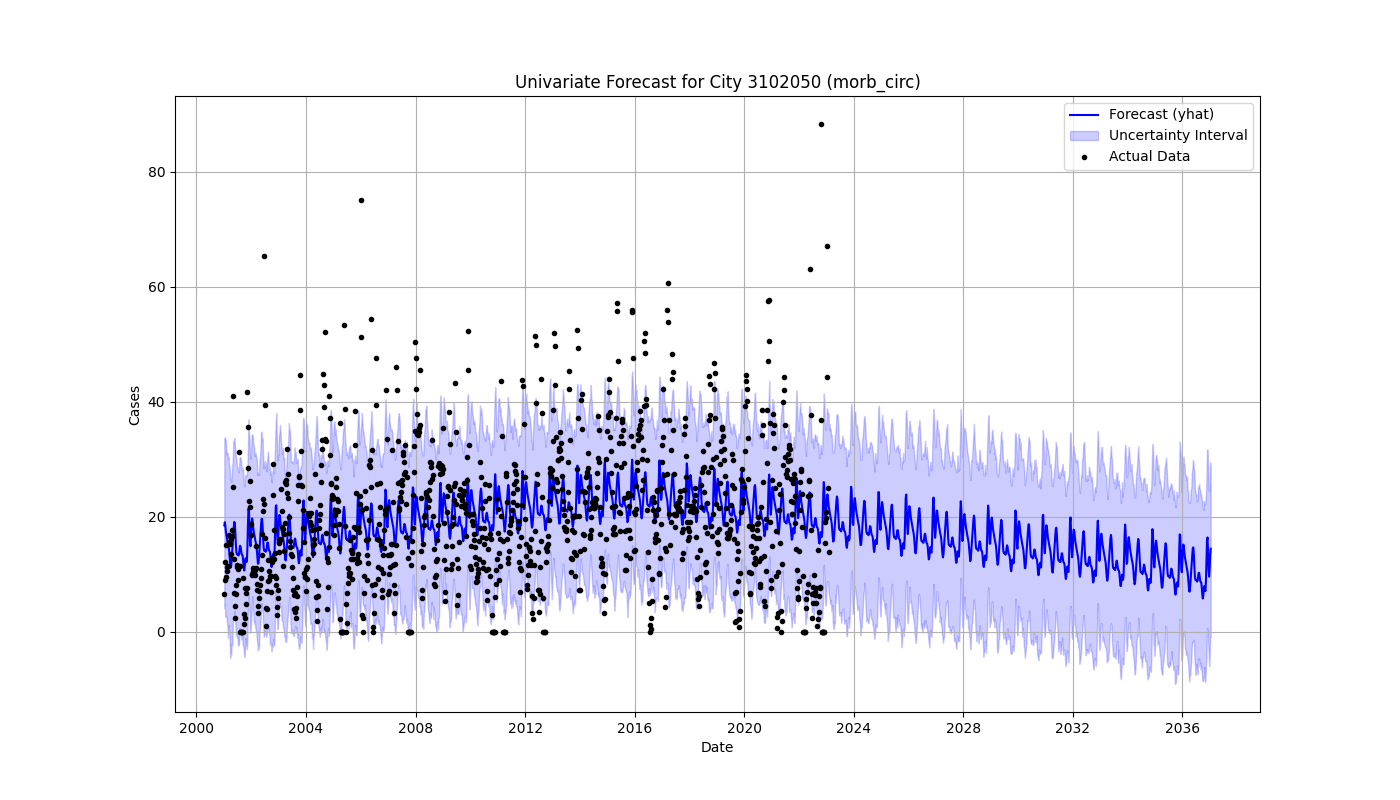 Univariate Forecast for City 3102050 (morb_circ)
Forecast (yhat)
Uncertainty Interval
Actual Data
Cases
80
60
40
20
0
2000 2004 2008 2012 2016 2020 2024 2028 2032 2036
Date